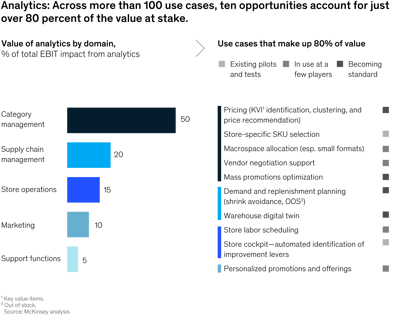 Analytics: Across more than 100 use cases, ten opportunities account for just
over 80 percent of the value at stake.
Value of analytics by domain,
% of total EBIT impact from analytics
Category
management
50
Supply chain
management
20
Store operations
15
Marketing
10
Support functions
5
Use cases that make up 80% of value
Existing pilots
and tests
In use at a
few players
Becoming
standard
Pricing (KVI¹ identification, clustering, and
price recommendation)
Store-specific SKU selection
Macrospace allocation (esp. small formats)
Vendor negotiation support
Mass promotions optimization
Demand and replenishment planning
(shrink avoidance, OOS²)
Warehouse digital twin
Store labor scheduling
Store cockpit—automated identification of
improvement levers
Personalized promotions and offerings
¹ Key value items.
² Out of stock.
Source: McKinsey analysis